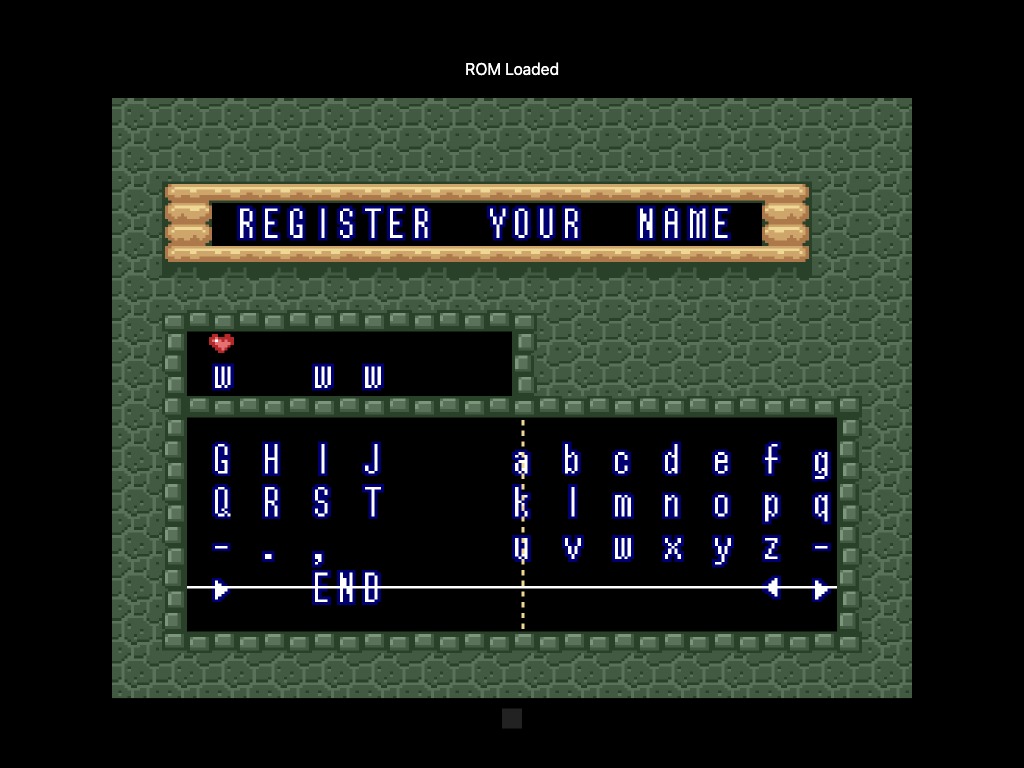 ROM Loaded
REGISTER YOUR NAME
w w w
G H I J a b c d e f g
Q R S T k l m n o p q
- . , u v w x y z -
END